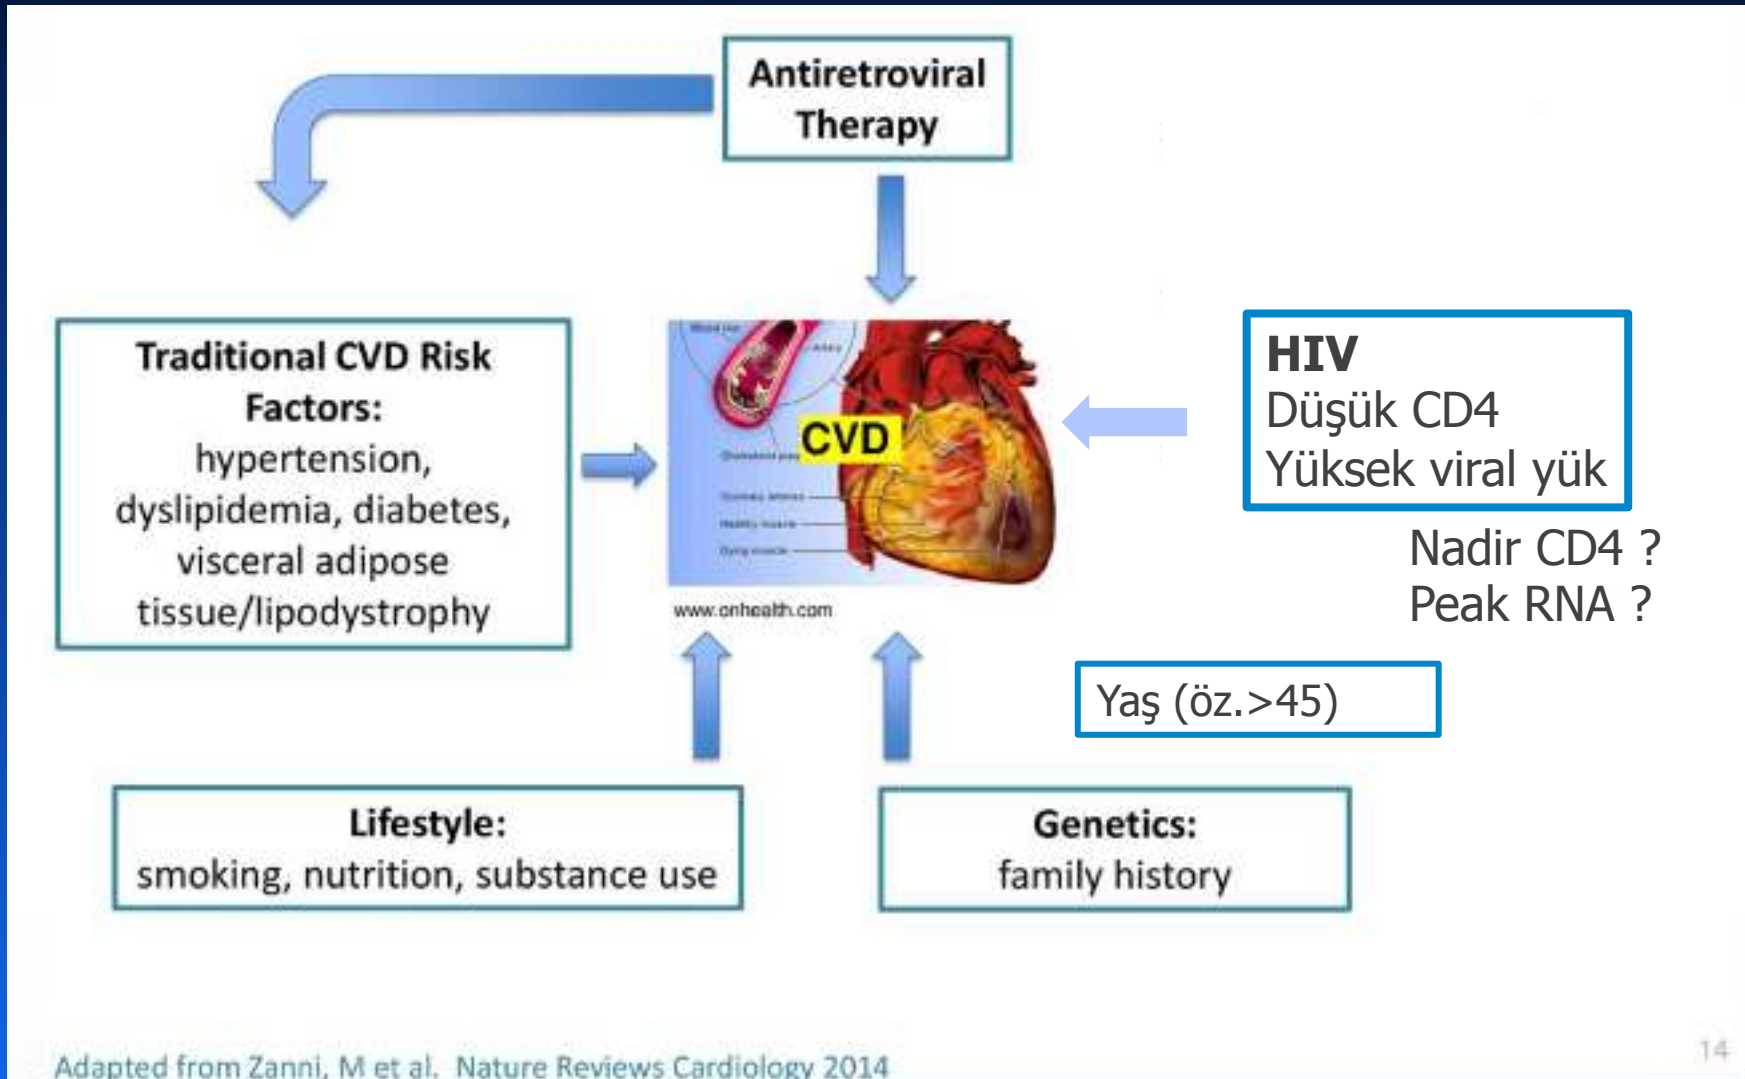 Antiretroviral
Therapy
Traditional CVD Risk
Factors:
hypertension,
dyslipidemia, diabetes,
visceral adipose
tissue/lipodystrophy
CVD
www.onhealth.com
HIV
Düşük CD4
Yüksek viral yük
Nadir CD4 ?
Peak RNA ?
Yaş (öz.>45)
Lifestyle:
smoking, nutrition, substance use
Genetics:
family history
Adapted from Zanni, M et al. Nature Reviews Cardiology 2014
14